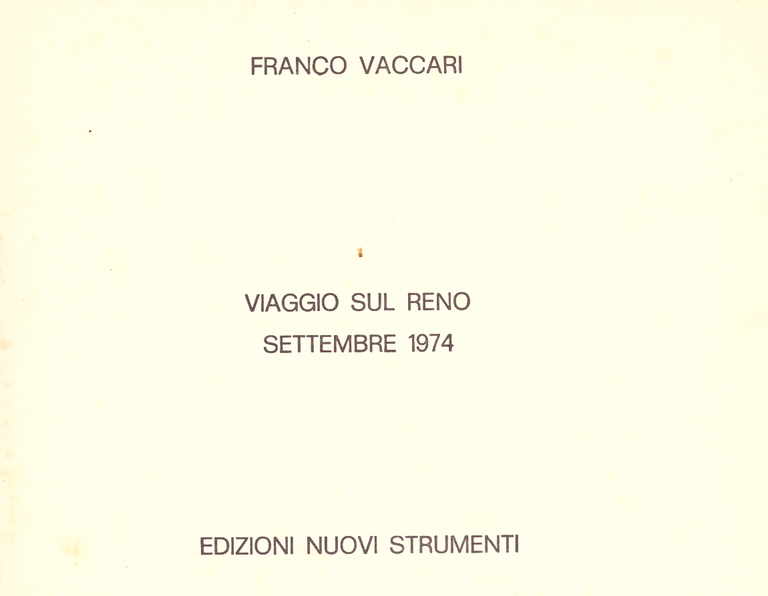 FRANCO VACCARI
VIAGGIO SUL RENO
SETTEMBRE 1974
EDIZIONI NUOVI STRUMENTI